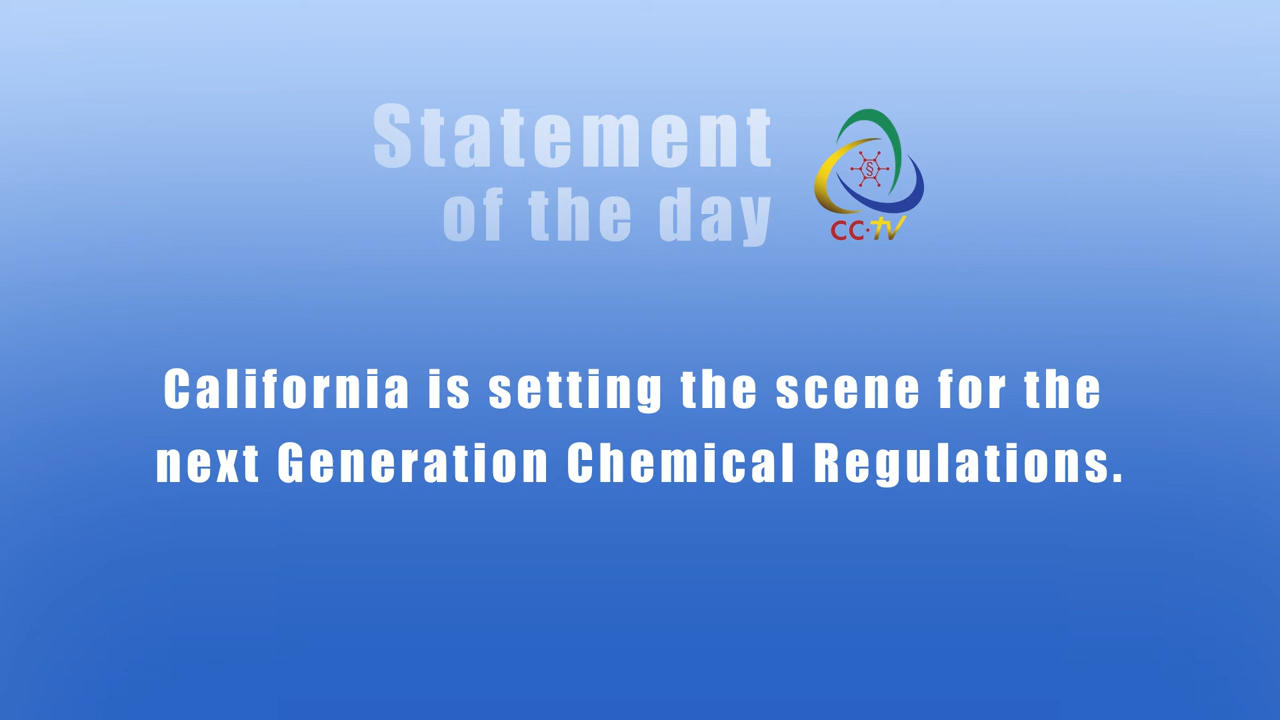 Statement
of the day
§
CC·TV
California is setting the scene for the
next Generation Chemical Regulations.